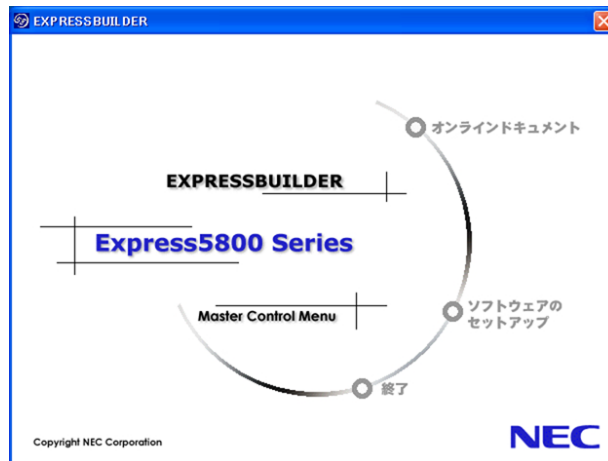 EXPRESSBUILDER
オンラインドキュメント
EXPRESSBUILDER
Express5800 Series
Master Control Menu
ソフトウェアの
セットアップ
終了
Copyright NEC Corporation
NEC